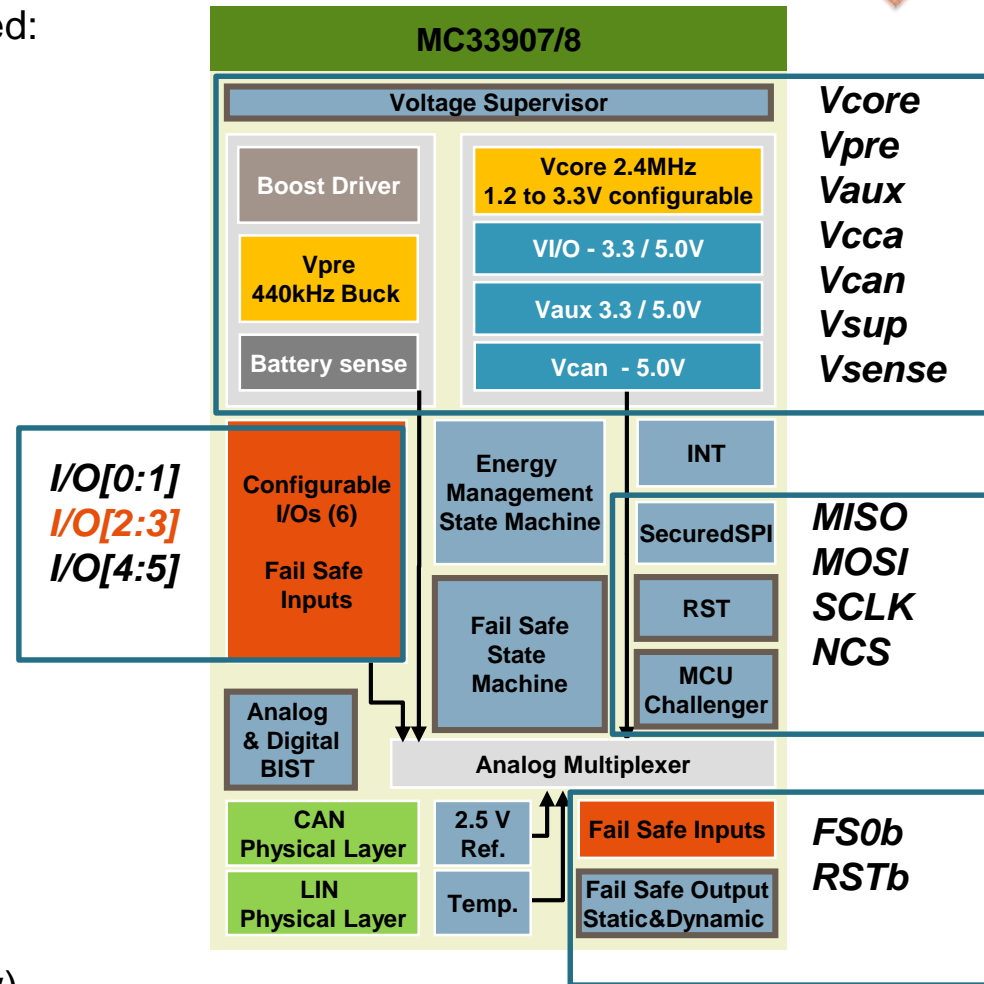 ed:
MC33907/8
Voltage Supervisor
Boost Driver
Vpre
440kHz Buck
Battery sense
Vcore 2.4MHz
1.2 to 3.3V configurable
VI/O - 3.3 / 5.0V
Vaux 3.3 / 5.0V
Vcan - 5.0V
Vcore
Vpre
Vaux
Vcca
Vcan
Vsup
Vsense
I/O[0:1]
I/O[2:3]
I/O[4:5]
Configurable
I/Os (6)
Fail Safe
Inputs
Energy
Management
State Machine
Fail Safe
State
Machine
INT
SecuredSPI
RST
MCU
Challenger
MISO
MOSI
SCLK
NCS
Analog
& Digital
BIST
Analog Multiplexer
CAN
Physical Layer
LIN
Physical Layer
2.5 V
Ref.
Temp.
Fail Safe Inputs
Fail Safe Output
Static&Dynamic
FS0b
RSTb